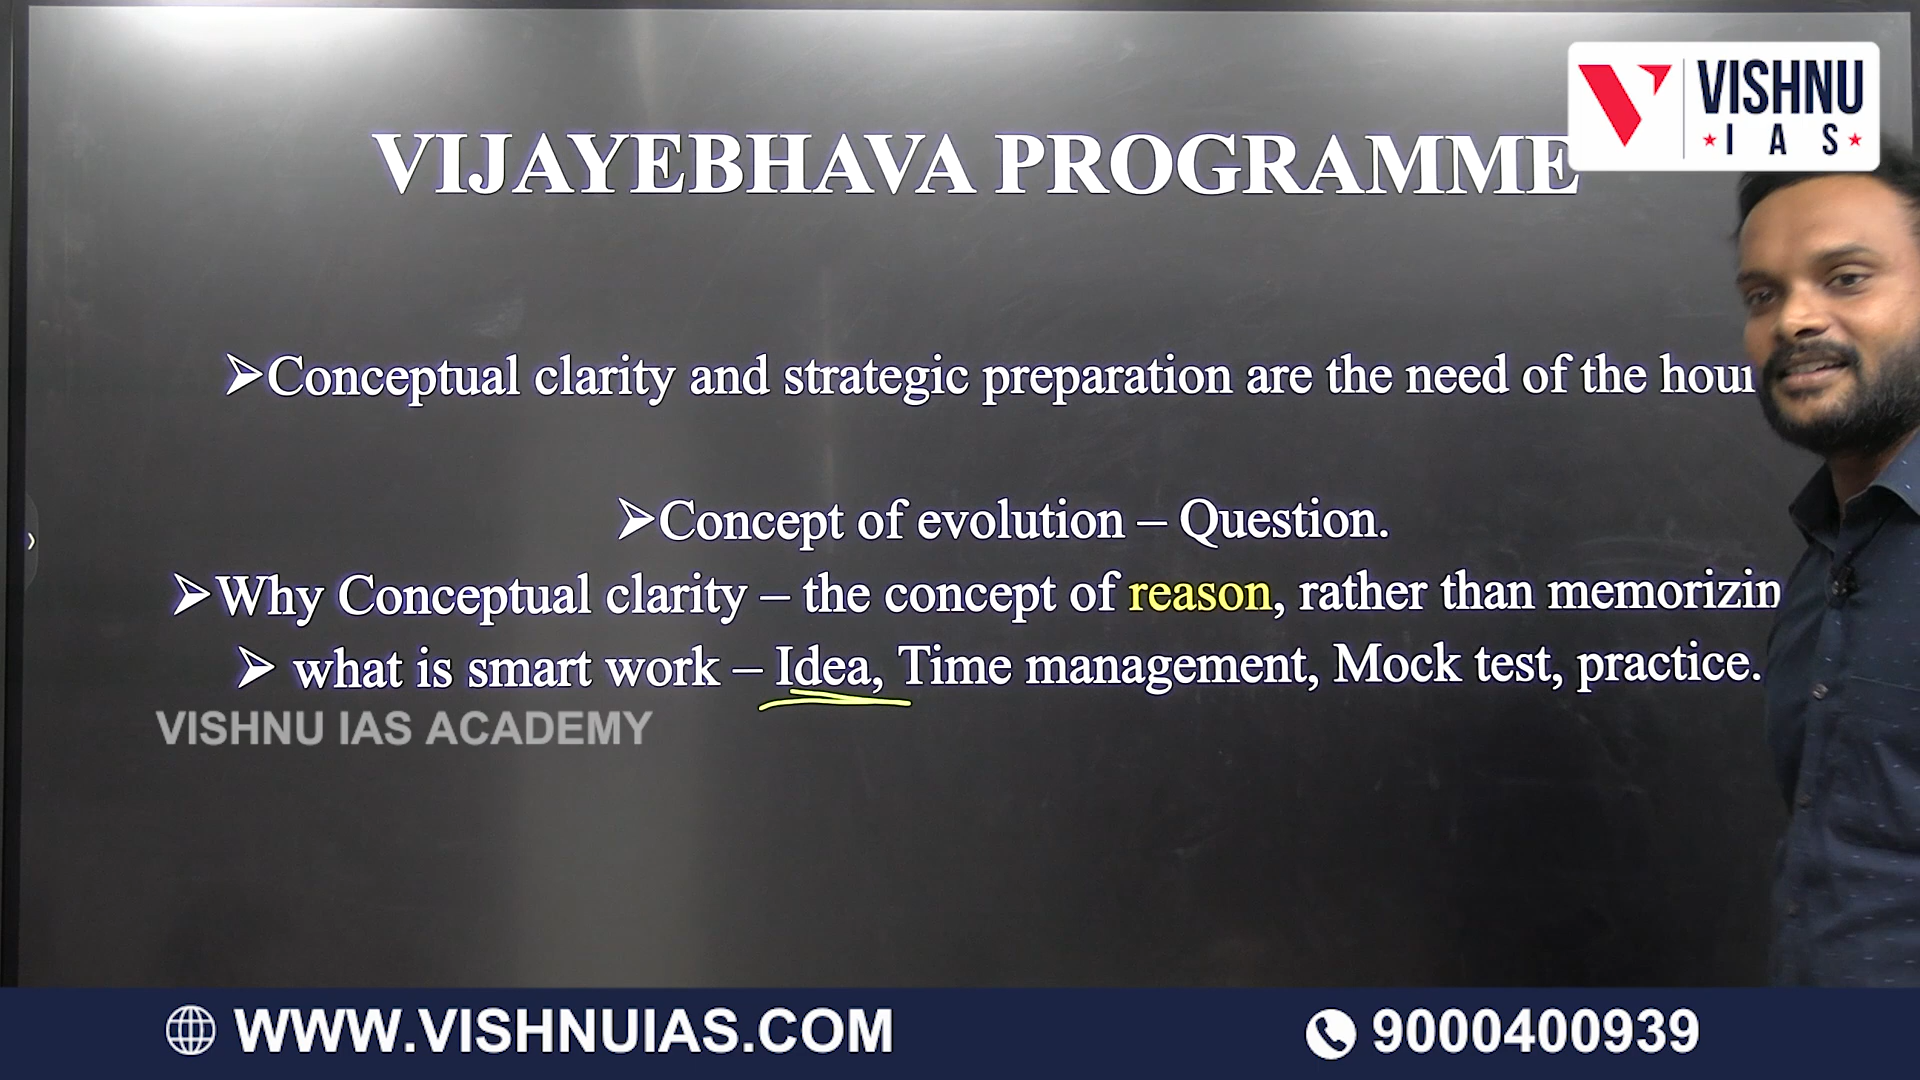 VISHNU
IAS
VIJAYEBHAVA PROGRAMME
➢Conceptual clarity and strategic preparation are the need of the hour
➢Concept of evolution – Question.
➢Why Conceptual clarity – the concept of reason, rather than memorizin
➢ what is smart work – Idea, Time management, Mock test, practice.
VISHNU IAS ACADEMY
WWW.VISHNUIAS.COM
9000400939